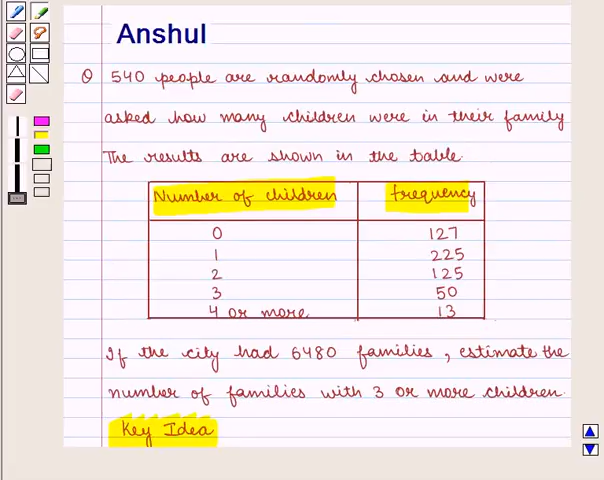 Anshul
Q 540 people are randomly chosen and were
asked how many children were in their family
The results are shown in the table.
Number of children frequency
0 127
1 225
2 125
3 50
4 or more 13
If the city had 6480 families, estimate the
number of families with 3 or more children.
Key Idea